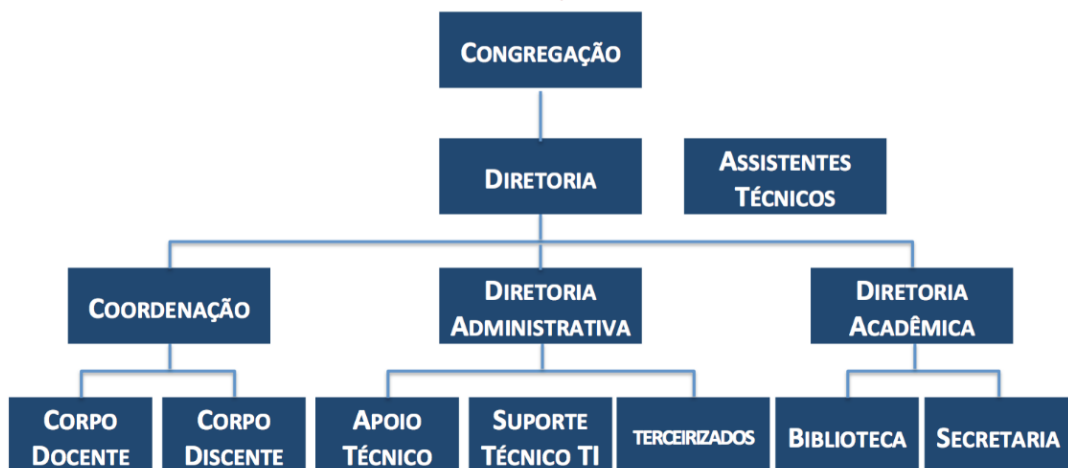 CONGREGAÇÃO
DIRETORIA
ASSISTENTES
TÉCNICOS
COORDENAÇÃO
DIRETORIA
ADMINISTRATIVA
DIRETORIA
ACADÊMICA
CORPO
DOCENTE
CORPO
DISCENTE
APOIO
TÉCNICO
SUPORTE
TÉCNICO TI
TERCEIRIZADOS
BIBLIOTECA
SECRETARIA